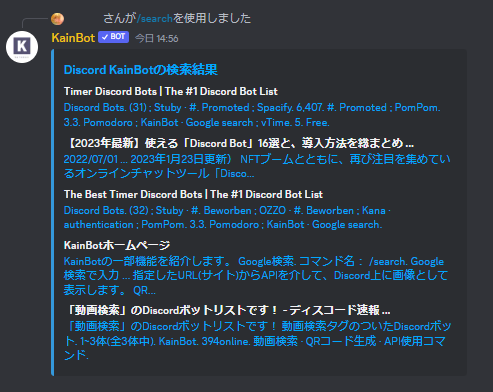 さんが/searchを使用しました
K
KainBot ✓BOT 今日 14:56
Discord KainBotの検索結果
Timer Discord Bots | The #1 Discord Bot List
Discord Bots. (31) ; Stuby · #. Promoted ; Spacify. 6,407. #. Promoted ; PomPom.
3.3. Pomodoro ; KainBot · Google search ; vTime. 5. Free.
【2023年最新】使える「Discord Bot」16選と、導入方法を纏まとめ ...
2022/07/01 ... 2023年1月23日更新） NFTブームとともに、再び注目を集めてい
るオンラインチャットツール「Disco...
The Best Timer Discord Bots | The #1 Discord Bot List
Discord Bots. (32) ; Stuby · #. Beworben ; OZZO · #. Beworben ; Kana ·
authentication ; PomPom. 3.3. Pomodoro ; KainBot · Google search.
KainBotホームページ
KainBotの一部機能を紹介します。 Google検索. コマンド名： /search. Google
検索で入力 ... 指定したURL(サイト)からAPIを介して、Discord上に画像として
表示します。 QR...
「動画検索」のDiscordボットリストです！ - ディスコード速報 ...
「動画検索」のDiscordボットリストです！ 動画検索タグのついたDiscordボッ
ト. 1~3体(全3体中). KainBot. 394online. 動画検索 · QRコード生成 · API使用コマ
ンド.